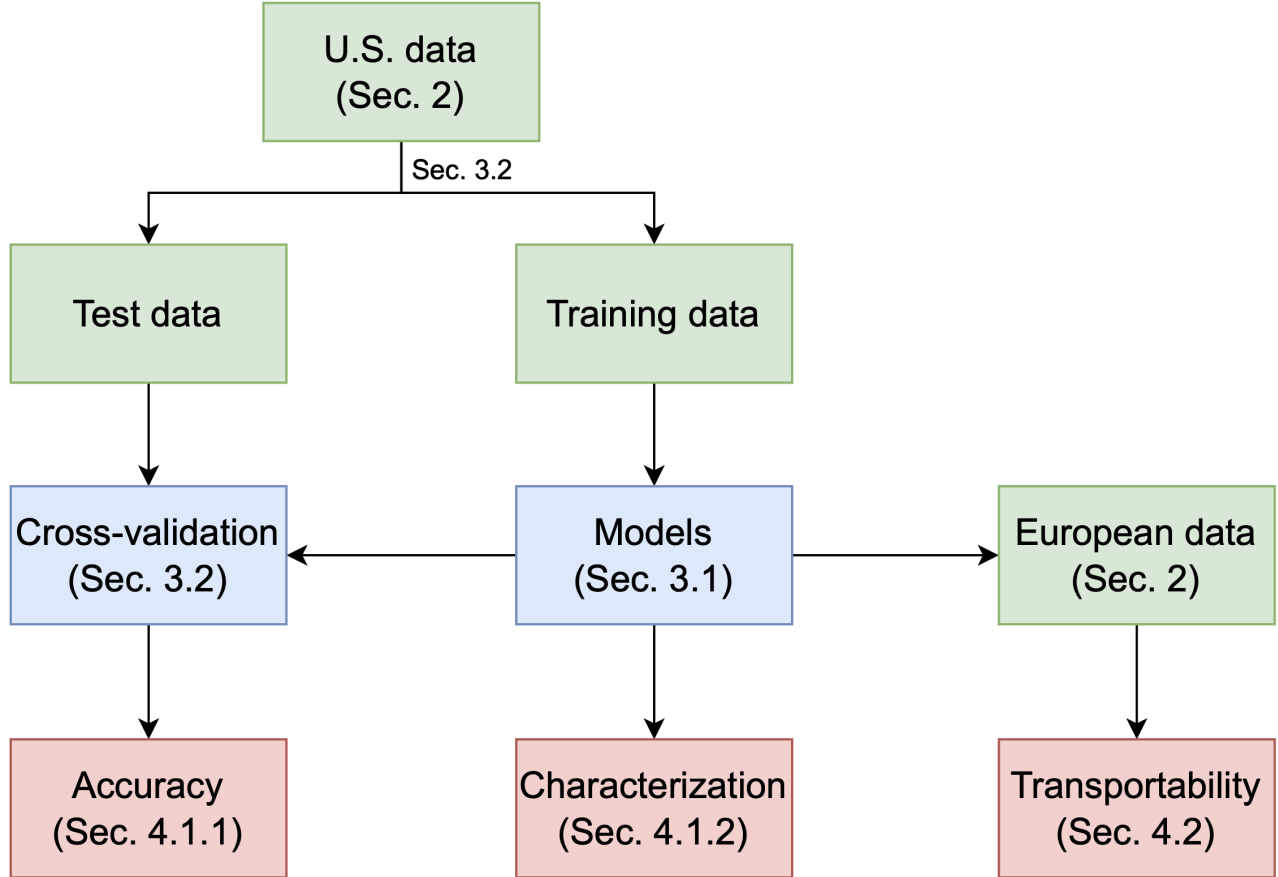 U.S. data
(Sec. 2)
Sec. 3.2
Test data
Training data
Cross-validation
(Sec. 3.2)
Models
(Sec. 3.1)
European data
(Sec. 2)
Accuracy
(Sec. 4.1.1)
Characterization
(Sec. 4.1.2)
Transportability
(Sec. 4.2)